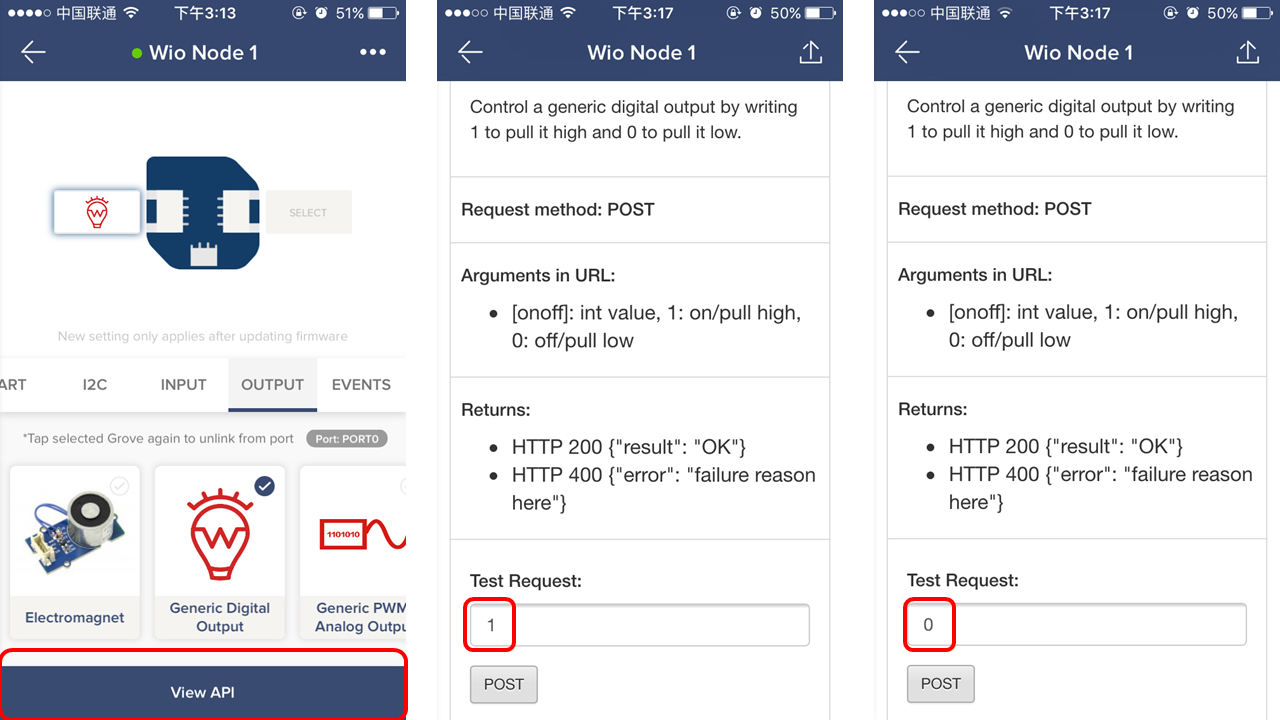 中国联通 下午3:13 51%
Wio Node 1
SELECT
New setting only applies after updating firmware
ART I2C INPUT OUTPUT EVENTS
*Tap selected Grove again to unlink from port Port: PORT0
1101010
Electromagnet
Generic Digital
Output
Generic PWM
Analog Outpu
View API
中国联通 下午3:17 50%
Wio Node 1
Control a generic digital output by writing
1 to pull it high and 0 to pull it low.
Request method: POST
Arguments in URL:
• [onoff]: int value, 1: on/pull high,
0: off/pull low
Returns:
• HTTP 200 {"result": "OK"}
• HTTP 400 {"error": "failure reason
here"}
Test Request:
1
POST
中国联通 下午3:17 50%
Wio Node 1
Control a generic digital output by writing
1 to pull it high and 0 to pull it low.
Request method: POST
Arguments in URL:
• [onoff]: int value, 1: on/pull high,
0: off/pull low
Returns:
• HTTP 200 {"result": "OK"}
• HTTP 400 {"error": "failure reason
here"}
Test Request:
0
POST